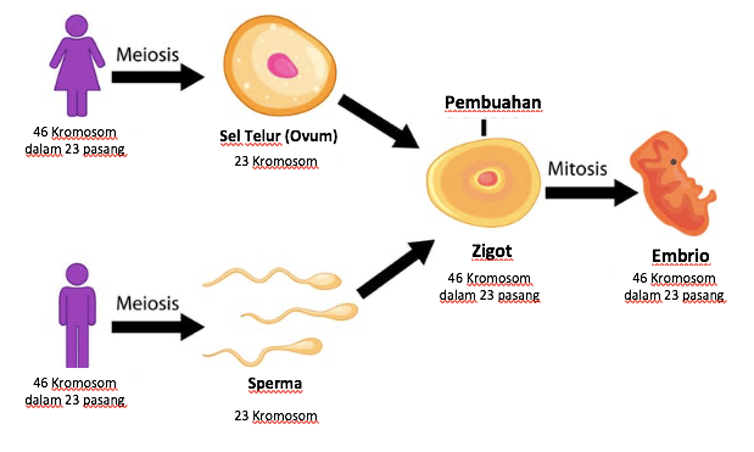 Meiosis
46 Kromosom
dalam 23 pasang
Sel Telur (Ovum)
23 Kromosom
Pembuahan
Mitosis
Zigot
46 Kromosom
dalam 23 pasang
Embrio
46 Kromosom
dalam 23 pasang
Meiosis
46 Kromosom
dalam 23 pasang
Sperma
23 Kromosom